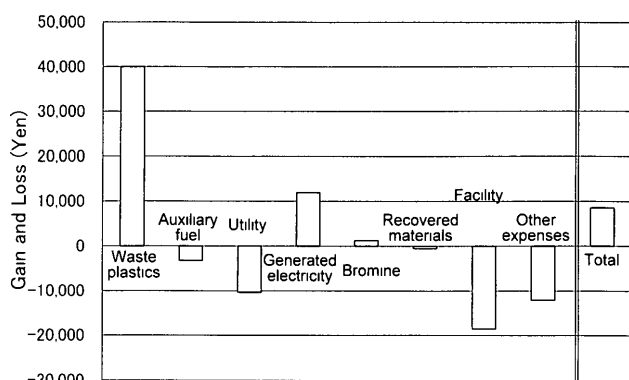 50,000
40,000
30,000
20,000
10,000
0
-10,000
-20,000
-30,000
Gain and Loss (Yen)
Waste
plastics
Auxiliary
fuel
Utility
Generated
electricity
Bromine
Recovered
materials
Facility
Other
expenses
Total